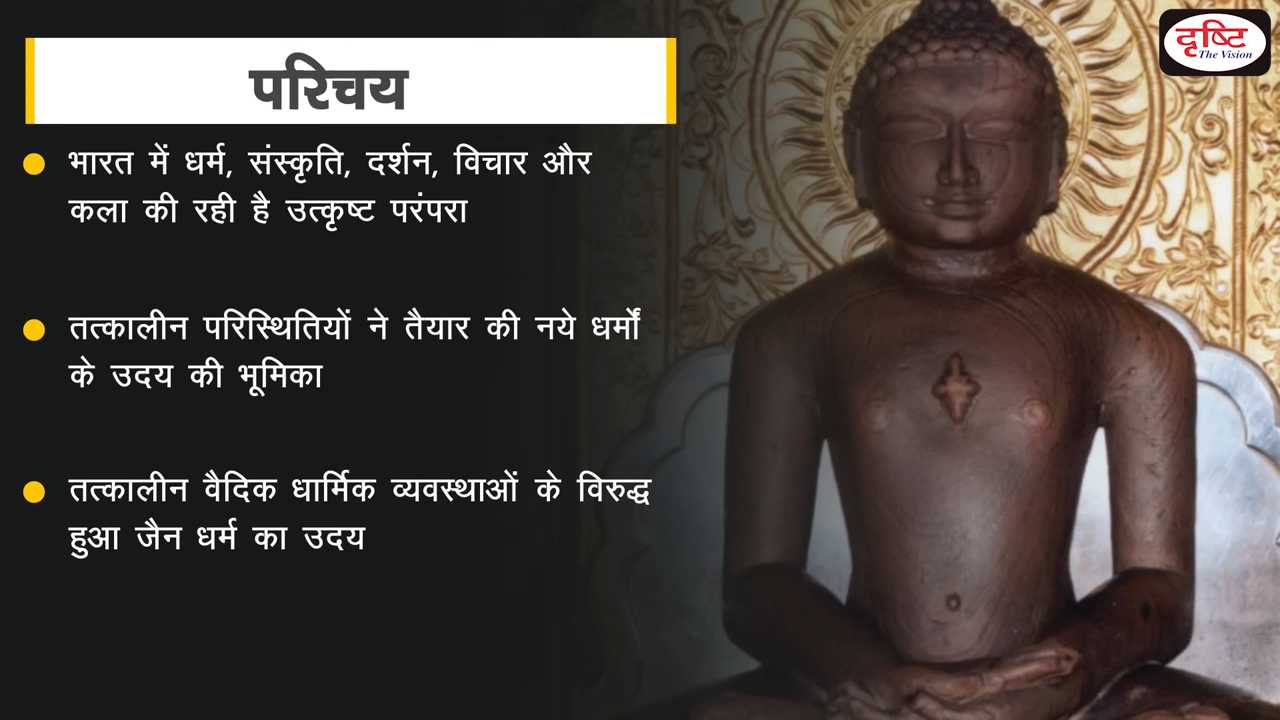 परिचय
भारत में धर्म, संस्कृति, दर्शन, विचार और
कला की रही है उत्कृष्ट परंपरा
तत्कालीन परिस्थितियों ने तैयार की नये धर्मों
के उदय की भूमिका
तत्कालीन वैदिक धार्मिक व्यवस्थाओं के विरुद्ध
हुआ जैन धर्म का उदय
दृष्टि
The Vision